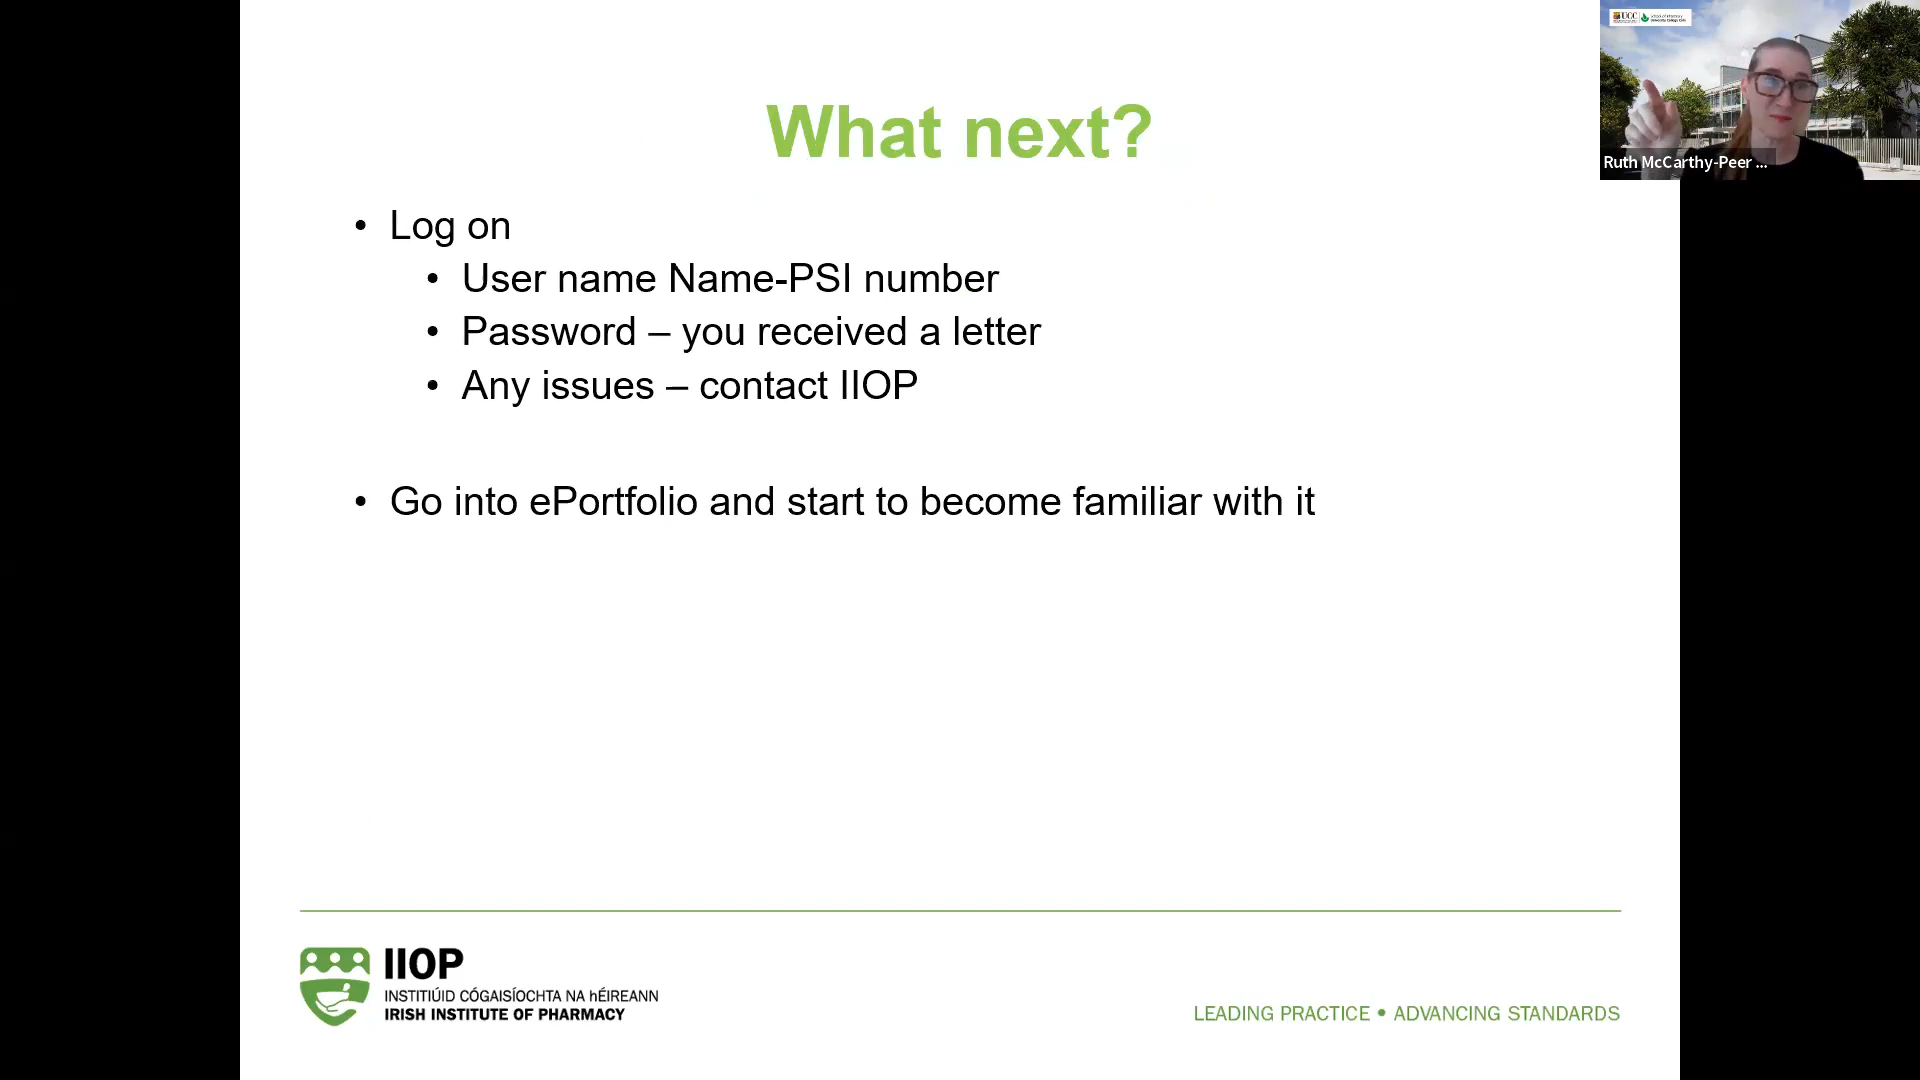 What next?
UCC
Ruth McCarthy-Peer ...
• Log on
• User name Name-PSI number
• Password – you received a letter
• Any issues – contact IIOP
• Go into ePortfolio and start to become familiar with it
IIOP
INSTITIÚID CÓGAISÍOCHTA NA hÉIREANN
IRISH INSTITUTE OF PHARMACY
LEADING PRACTICE • ADVANCING STANDARDS